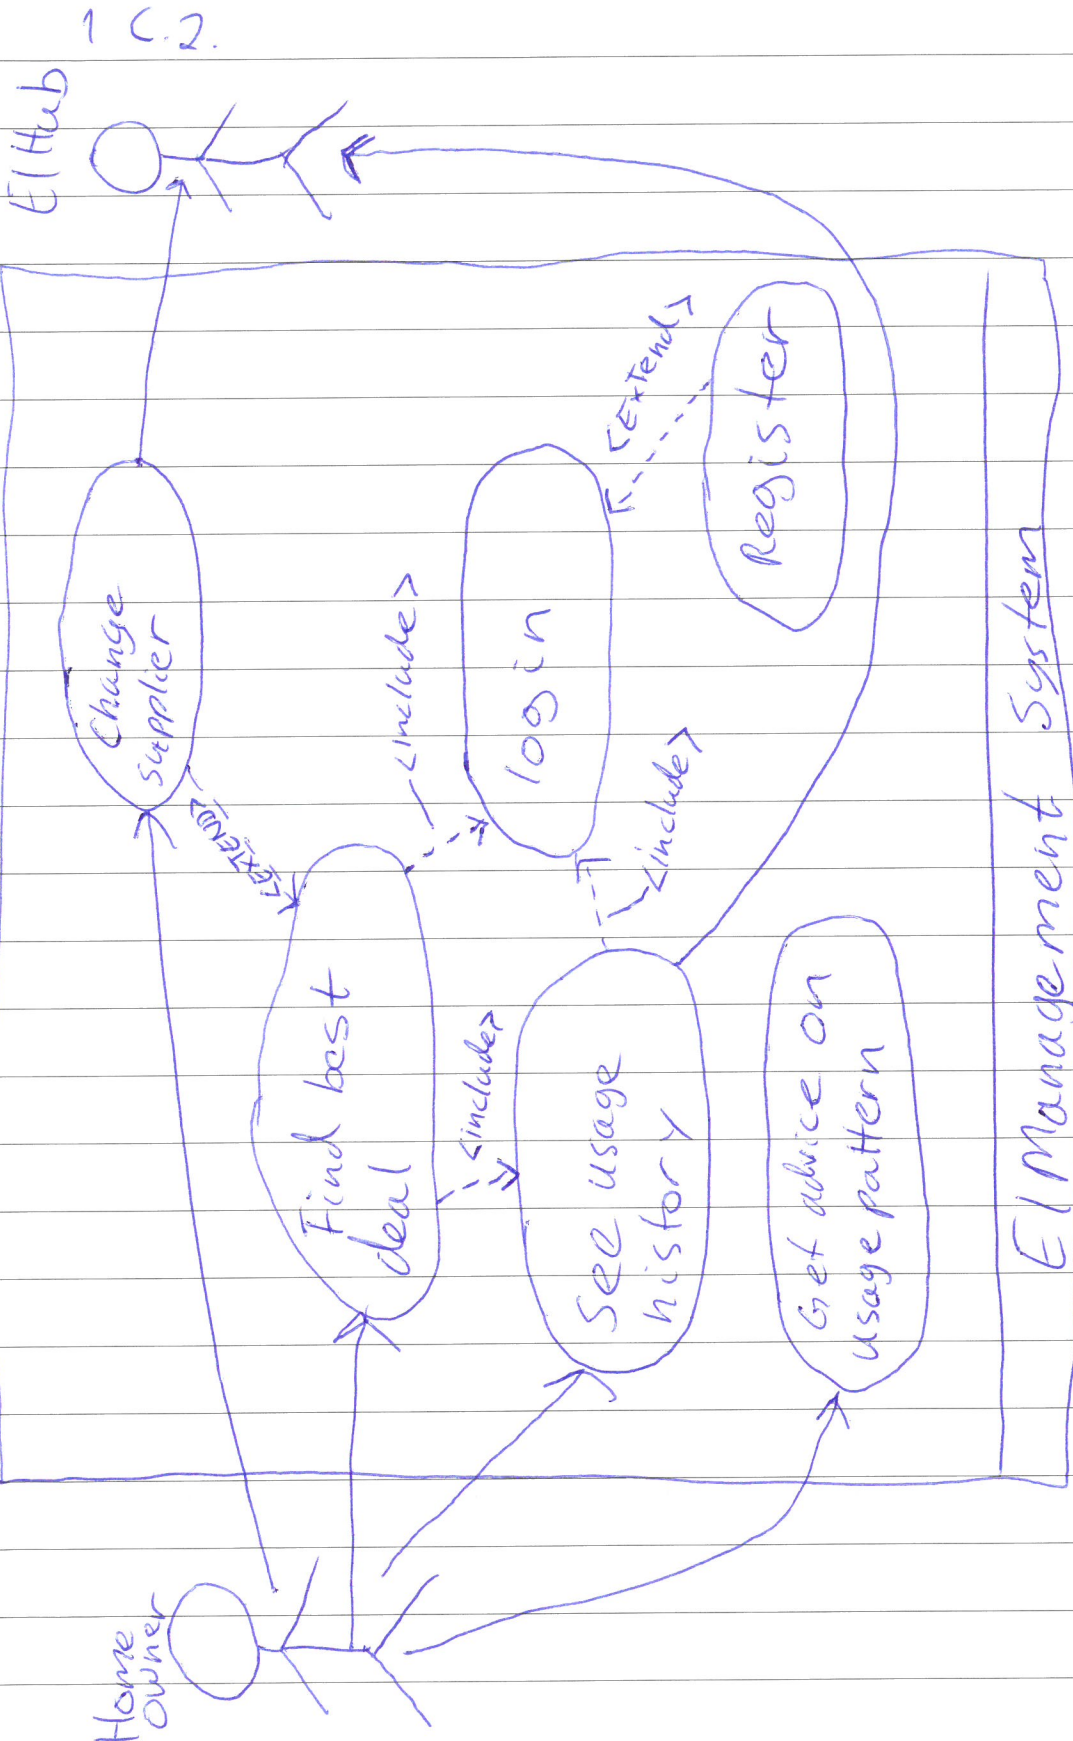 1 C.2.
ElHub
Home
Owner
Change
supplier
<EXTEND>
Find best
deal
<include>
login
<Extend>
Register
<include>
<include>
See usage
history
Get advice on
usage pattern
El Management System